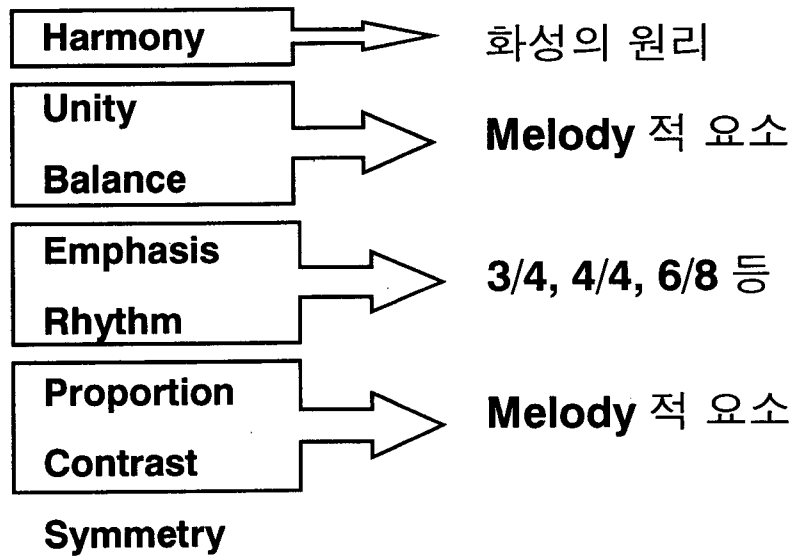 Harmony 화성의 원리
Unity
Melody 적 요소
Balance
Emphasis
3/4, 4/4, 6/8 등
Rhythm
Proportion
Melody 적 요소
Contrast
Symmetry